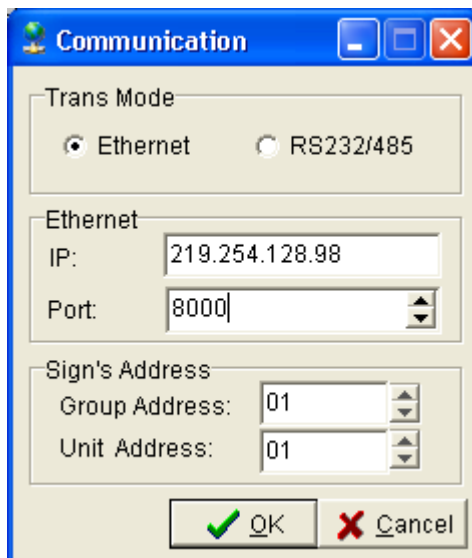 Communication
Trans Mode
Ethernet RS232/485
Ethernet
IP: 219.254.128.98
Port: 8000
Sign's Address
Group Address: 01
Unit Address: 01
OK Cancel